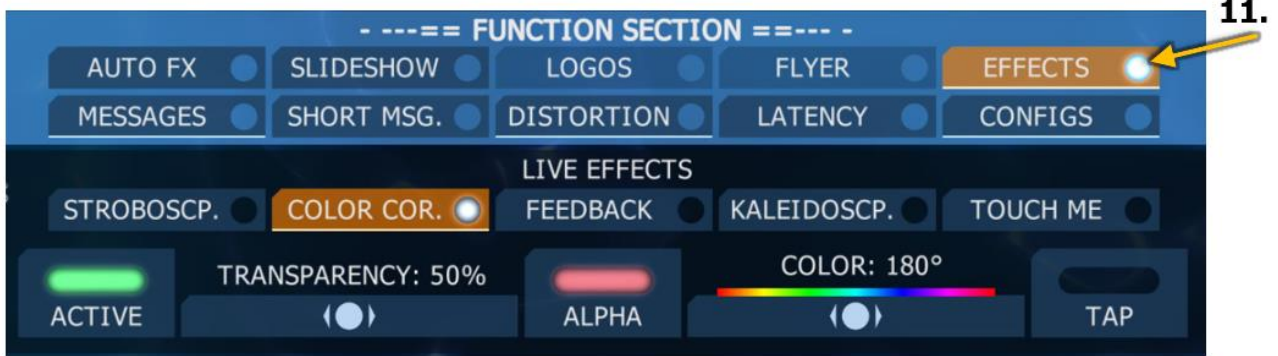 11.
- ---== FUNCTION SECTION ==--- -
AUTO FX SLIDESHOW LOGOS FLYER EFFECTS
MESSAGES SHORT MSG. DISTORTION LATENCY CONFIGS
LIVE EFFECTS
STROBOSCP. COLOR COR. FEEDBACK KALEIDOSCP. TOUCH ME
TRANSPARENCY: 50% COLOR: 180°
ACTIVE ALPHA TAP